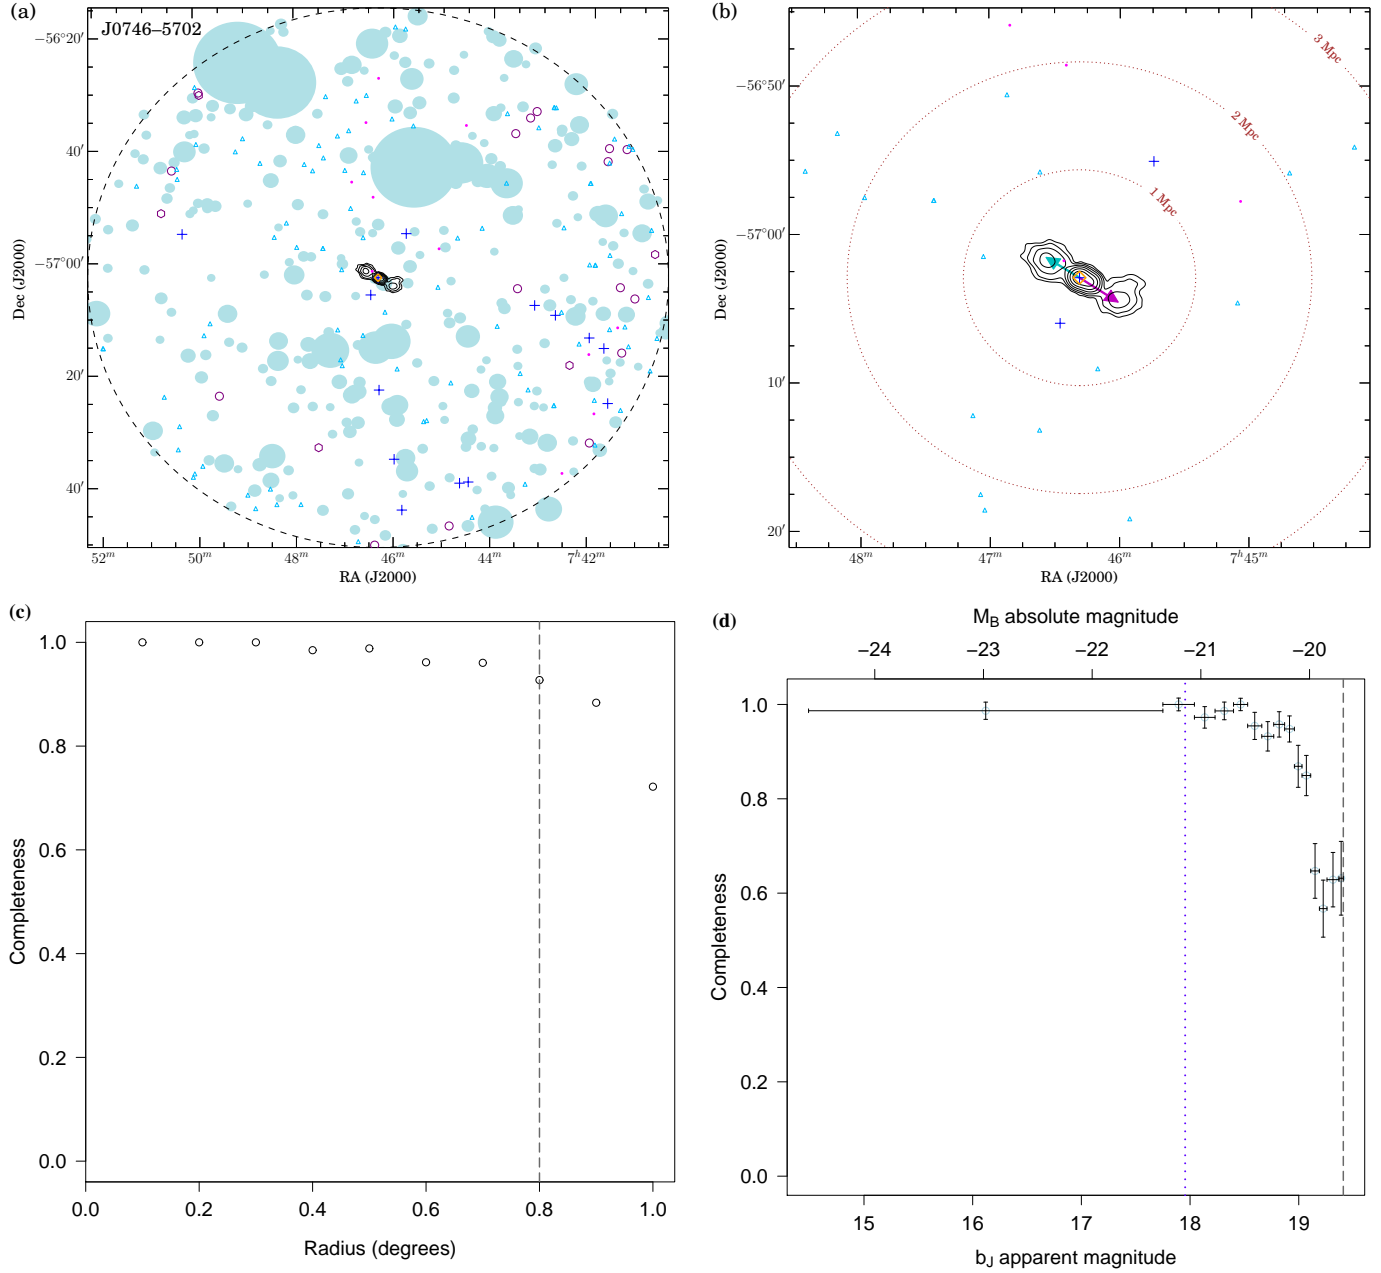 (a)
J0746–5702
−56°20′
40′
−57°00′
20′
40′
Dec (J2000)
52ᵐ
50ᵐ
48ᵐ
46ᵐ
44ᵐ
7ʰ42ᵐ
RA (J2000)
(b)
3 Mpc
2 Mpc
1 Mpc
−56°50′
−57°00′
10′
20′
Dec (J2000)
48ᵐ
47ᵐ
46ᵐ
7ʰ45ᵐ
RA (J2000)
(c)
1.0
0.8
0.6
0.4
0.2
0.0
Completeness
0.0 0.2 0.4 0.6 0.8 1.0
Radius (degrees)
(d)
M_B absolute magnitude
−24 −23 −22 −21 −20
1.0
0.8
0.6
0.4
0.2
0.0
Completeness
15 16 17 18 19
b_J apparent magnitude